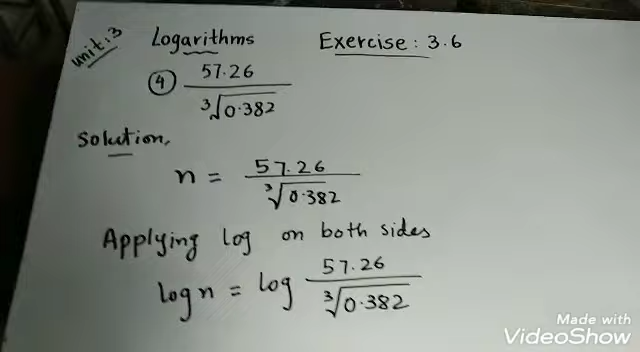 unit:3 Logarithms Exercise: 3.6
④ 57.26 / ∛0.382
Solution,
n = 57.26 / ∛0.382
Applying log on both sides
log n = log 57.26 / ∛0.382
Made with
VideoShow